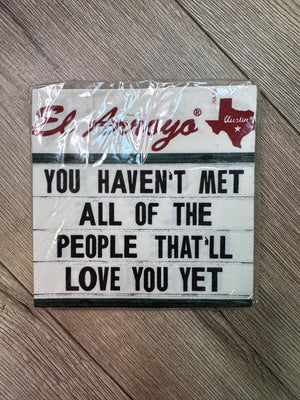 El Arroyo®
Austin
YOU HAVEN'T MET
ALL OF THE
PEOPLE THAT'LL
LOVE YOU YET